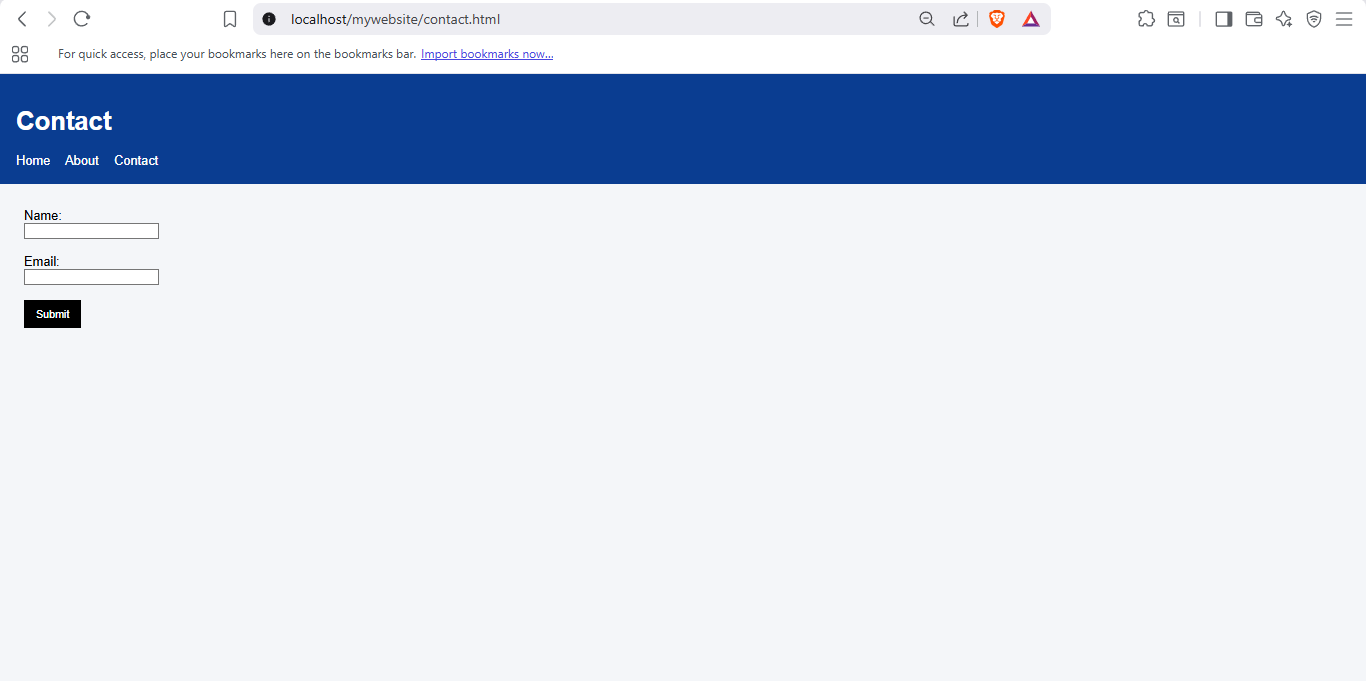 localhost/mywebsite/contact.html
For quick access, place your bookmarks here on the bookmarks bar. Import bookmarks now...
Contact
Home About Contact
Name:
Email:
Submit